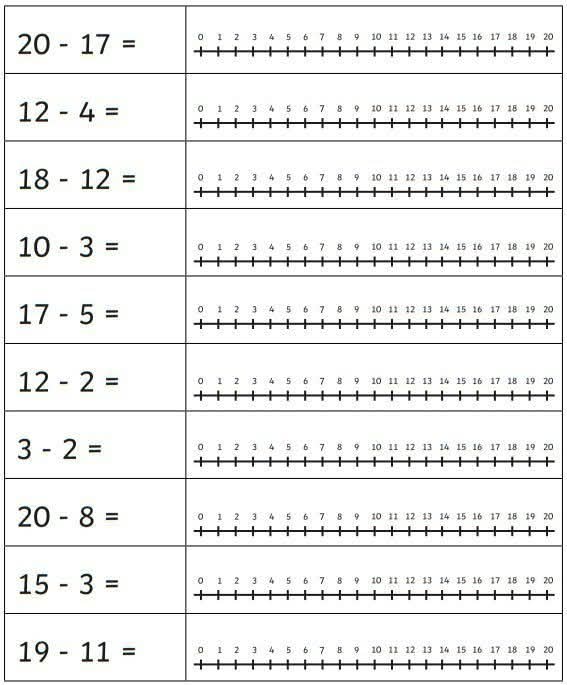 20 - 17 = 0 1 2 3 4 5 6 7 8 9 10 11 12 13 14 15 16 17 18 19 20
12 - 4 = 0 1 2 3 4 5 6 7 8 9 10 11 12 13 14 15 16 17 18 19 20
18 - 12 = 0 1 2 3 4 5 6 7 8 9 10 11 12 13 14 15 16 17 18 19 20
10 - 3 = 0 1 2 3 4 5 6 7 8 9 10 11 12 13 14 15 16 17 18 19 20
17 - 5 = 0 1 2 3 4 5 6 7 8 9 10 11 12 13 14 15 16 17 18 19 20
12 - 2 = 0 1 2 3 4 5 6 7 8 9 10 11 12 13 14 15 16 17 18 19 20
3 - 2 = 0 1 2 3 4 5 6 7 8 9 10 11 12 13 14 15 16 17 18 19 20
20 - 8 = 0 1 2 3 4 5 6 7 8 9 10 11 12 13 14 15 16 17 18 19 20
15 - 3 = 0 1 2 3 4 5 6 7 8 9 10 11 12 13 14 15 16 17 18 19 20
19 - 11 = 0 1 2 3 4 5 6 7 8 9 10 11 12 13 14 15 16 17 18 19 20